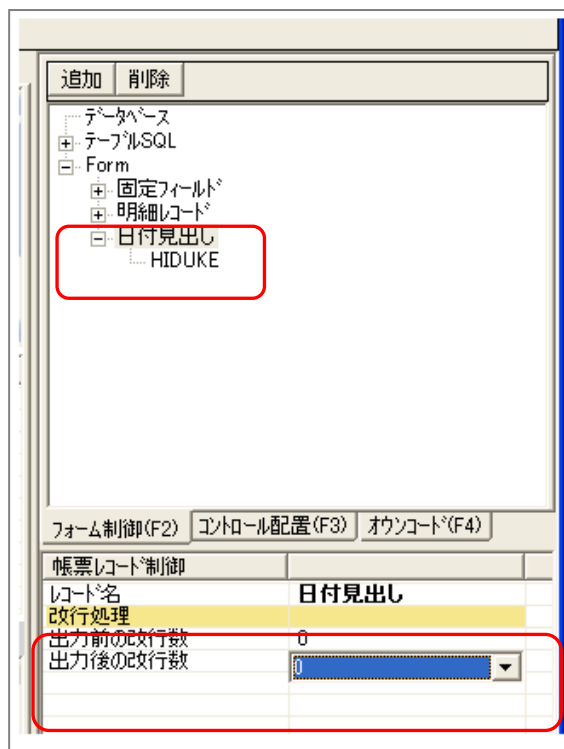 追加 削除
ﾃﾞｰﾀﾍﾞｰｽ
ﾃｰﾌﾞﾙSQL
Form
固定ﾌｨｰﾙﾄﾞ
明細ﾚｺｰﾄﾞ
日付見出し
HIDUKE
ﾌｫｰﾑ制御(F2) ｺﾝﾄﾛｰﾙ配置(F3) ｵｳﾝｺｰﾄﾞ(F4)
帳票ﾚｺｰﾄﾞ制御
ﾚｺｰﾄﾞ名 日付見出し
改行処理
出力前の改行数 0
出力後の改行数 0